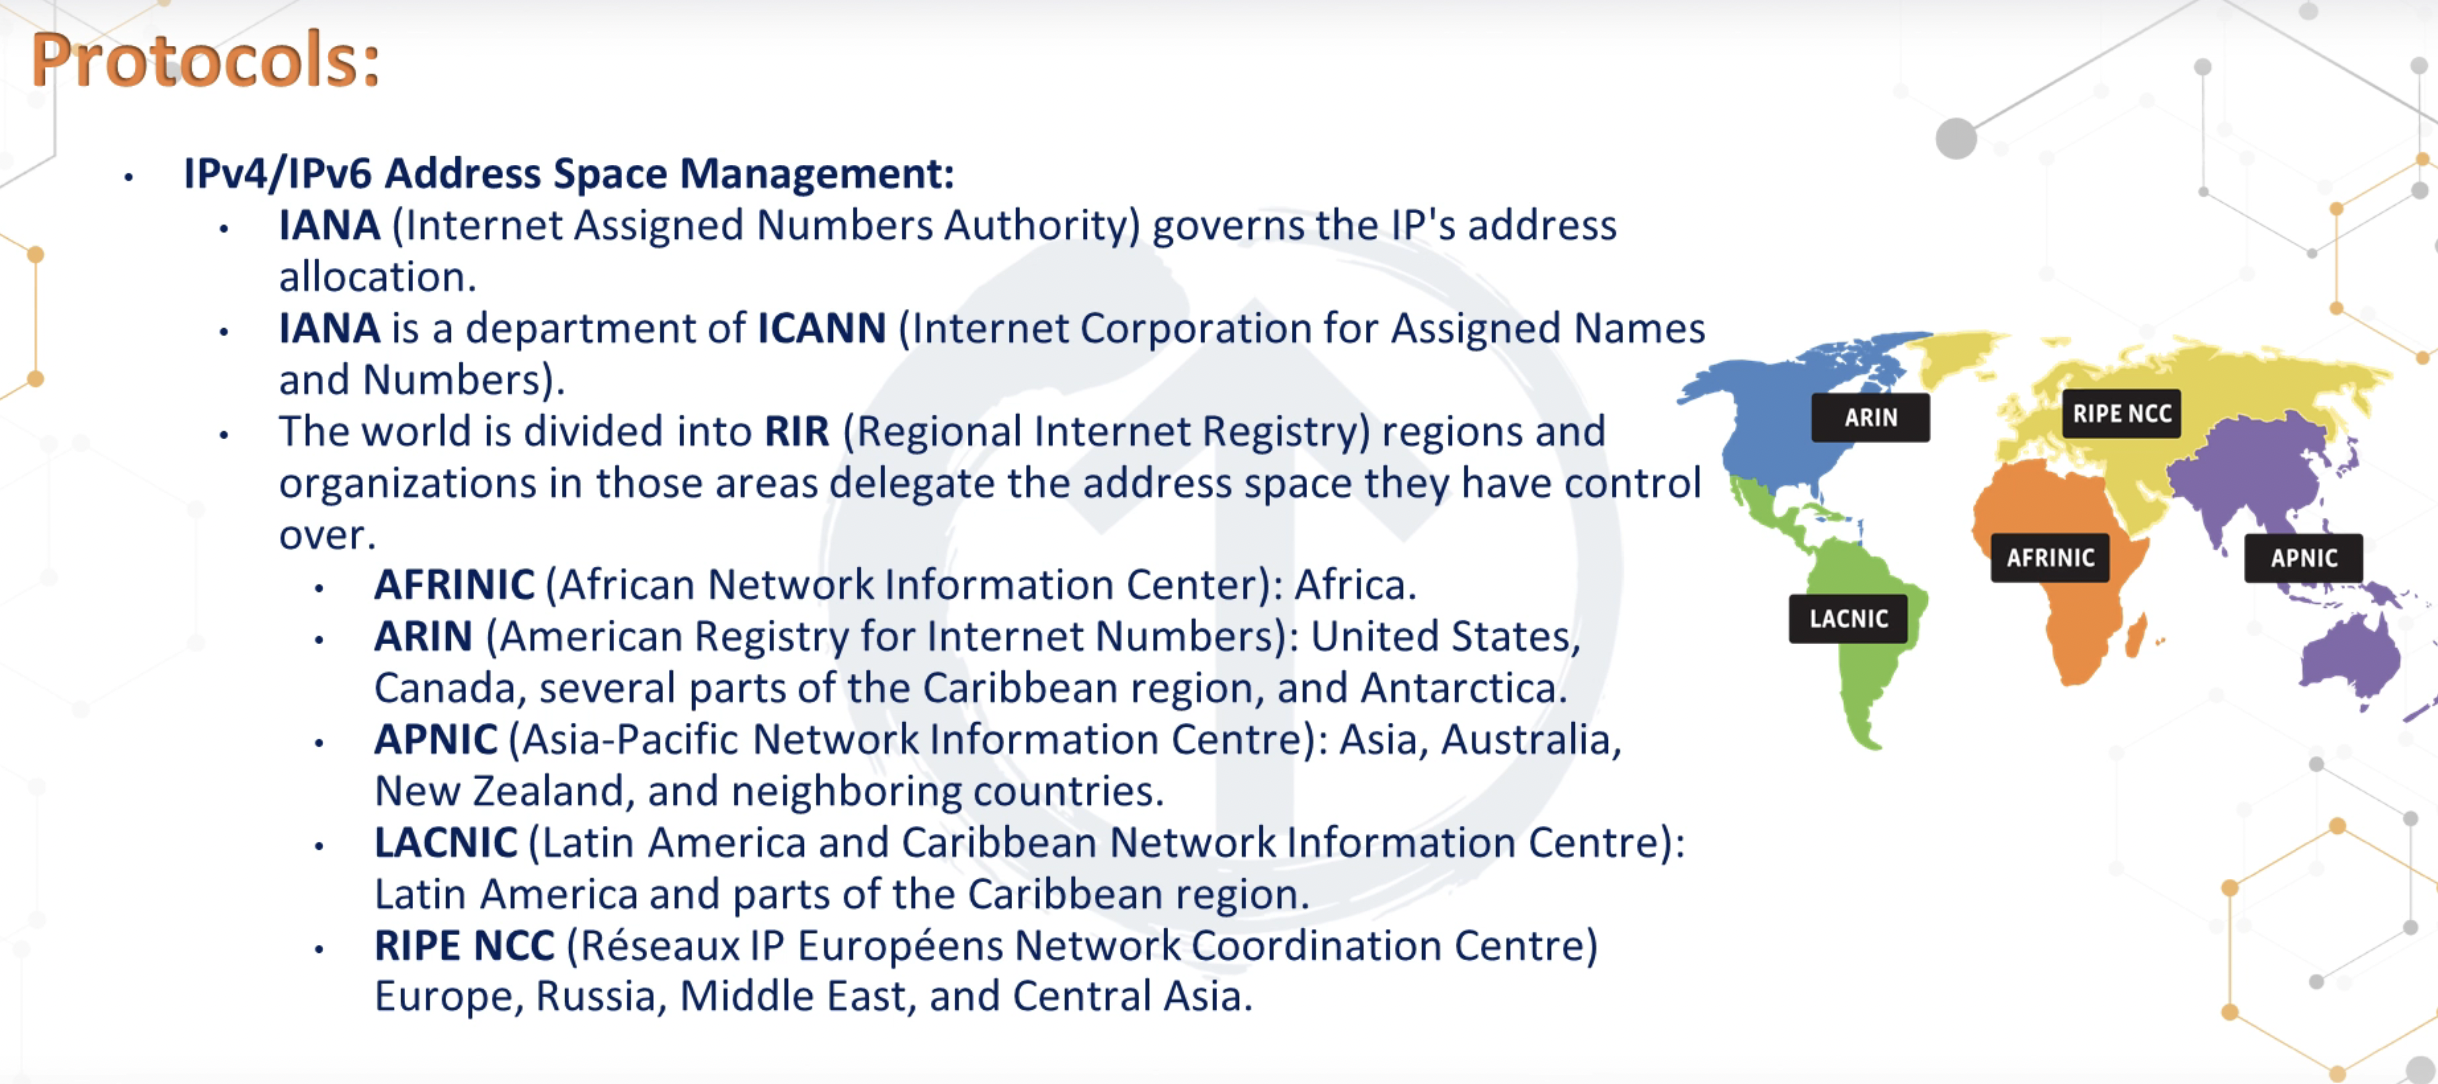 Protocols:
• IPv4/IPv6 Address Space Management:
• IANA (Internet Assigned Numbers Authority) governs the IP's address
allocation.
• IANA is a department of ICANN (Internet Corporation for Assigned Names
and Numbers).
• The world is divided into RIR (Regional Internet Registry) regions and
organizations in those areas delegate the address space they have control
over.
• AFRINIC (African Network Information Center): Africa.
• ARIN (American Registry for Internet Numbers): United States,
Canada, several parts of the Caribbean region, and Antarctica.
• APNIC (Asia-Pacific Network Information Centre): Asia, Australia,
New Zealand, and neighboring countries.
• LACNIC (Latin America and Caribbean Network Information Centre):
Latin America and parts of the Caribbean region.
• RIPE NCC (Réseaux IP Européens Network Coordination Centre)
Europe, Russia, Middle East, and Central Asia.
ARIN
RIPE NCC
AFRINIC
APNIC
LACNIC